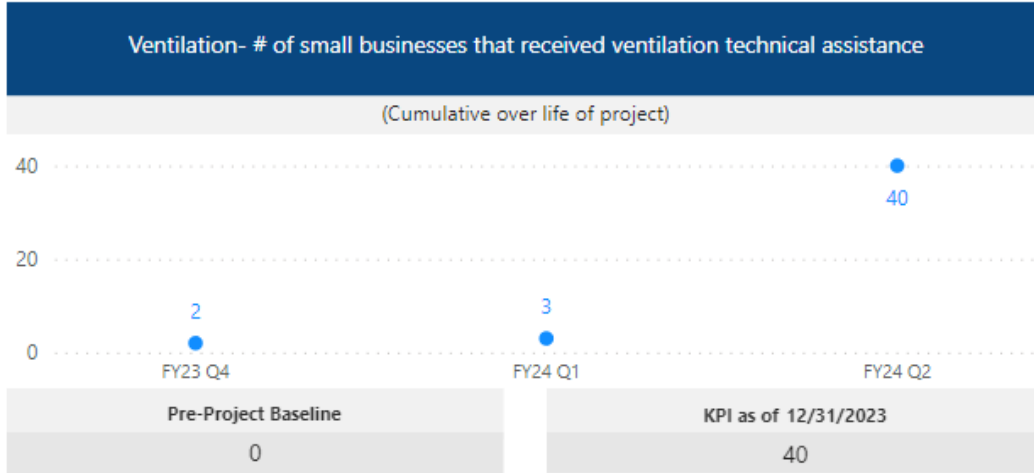 Ventilation- # of small businesses that received ventilation technical assistance
(Cumulative over life of project)
40
40
20
2
3
0
FY23 Q4 FY24 Q1 FY24 Q2
Pre-Project Baseline KPI as of 12/31/2023
0 40